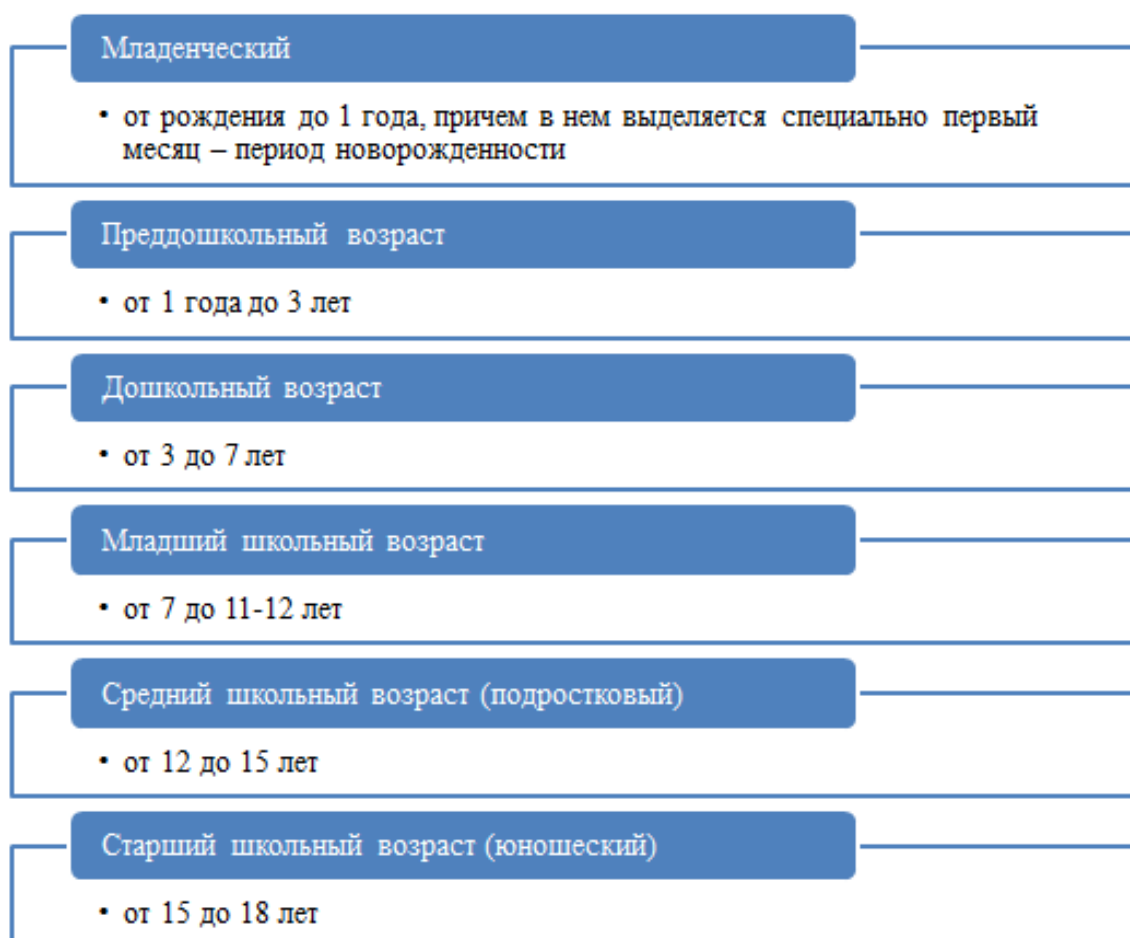 Младенческий
• от рождения до 1 года, причем в нем выделяется специально первый
месяц – период новорожденности
Преддошкольный возраст
• от 1 года до 3 лет
Дошкольный возраст
• от 3 до 7 лет
Младший школьный возраст
• от 7 до 11-12 лет
Средний школьный возраст (подростковый)
• от 12 до 15 лет
Старший школьный возраст (юношеский)
• от 15 до 18 лет